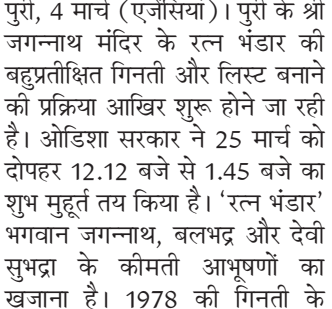 पुरी, 4 मार्च (एजेंसियां)। पुरी के श्री
जगन्नाथ मंदिर के रत्न भंडार की
बहुप्रतीक्षित गिनती और लिस्ट बनाने
की प्रक्रिया आखिर शुरू होने जा रही
है। ओडिशा सरकार ने 25 मार्च को
दोपहर 12.12 बजे से 1.45 बजे का
शुभ मुहूर्त तय किया है। ‘रत्न भंडार’
भगवान जगन्नाथ, बलभद्र और देवी
सुभद्रा के कीमती आभूषणों का
खजाना है। 1978 की गिनती के